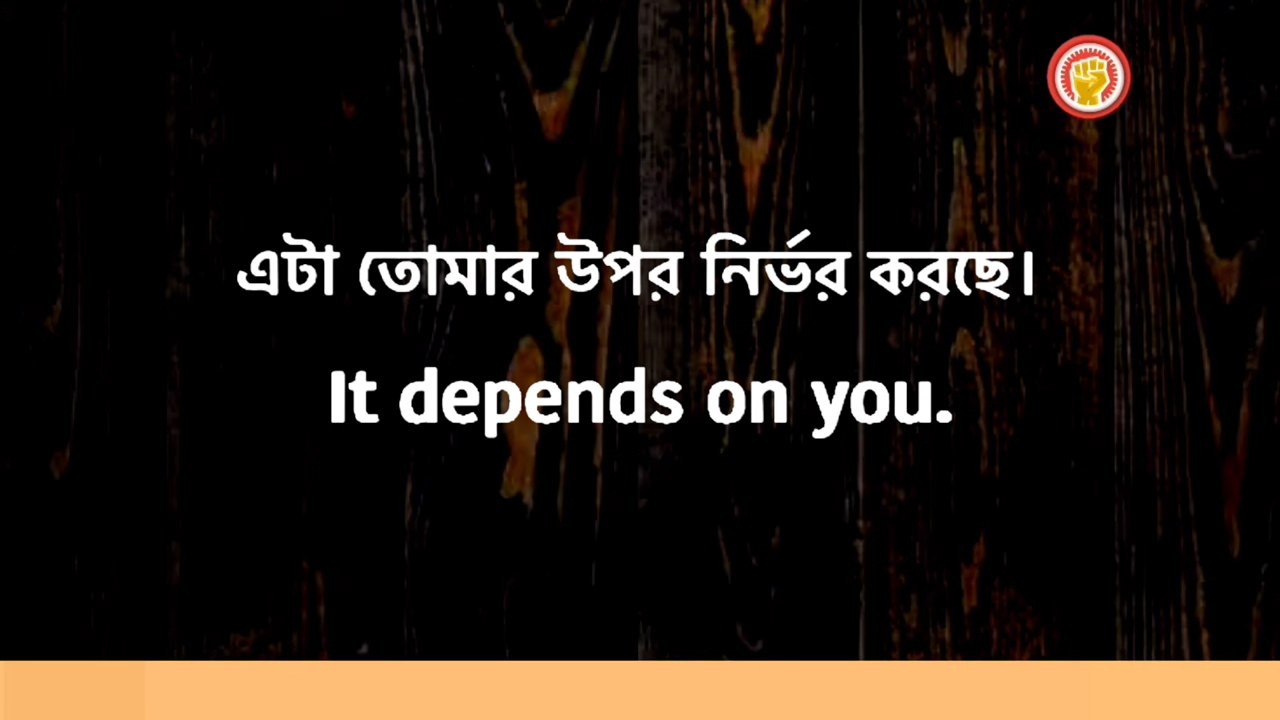 এটা তোমার উপর নির্ভর করছে।
It depends on you.